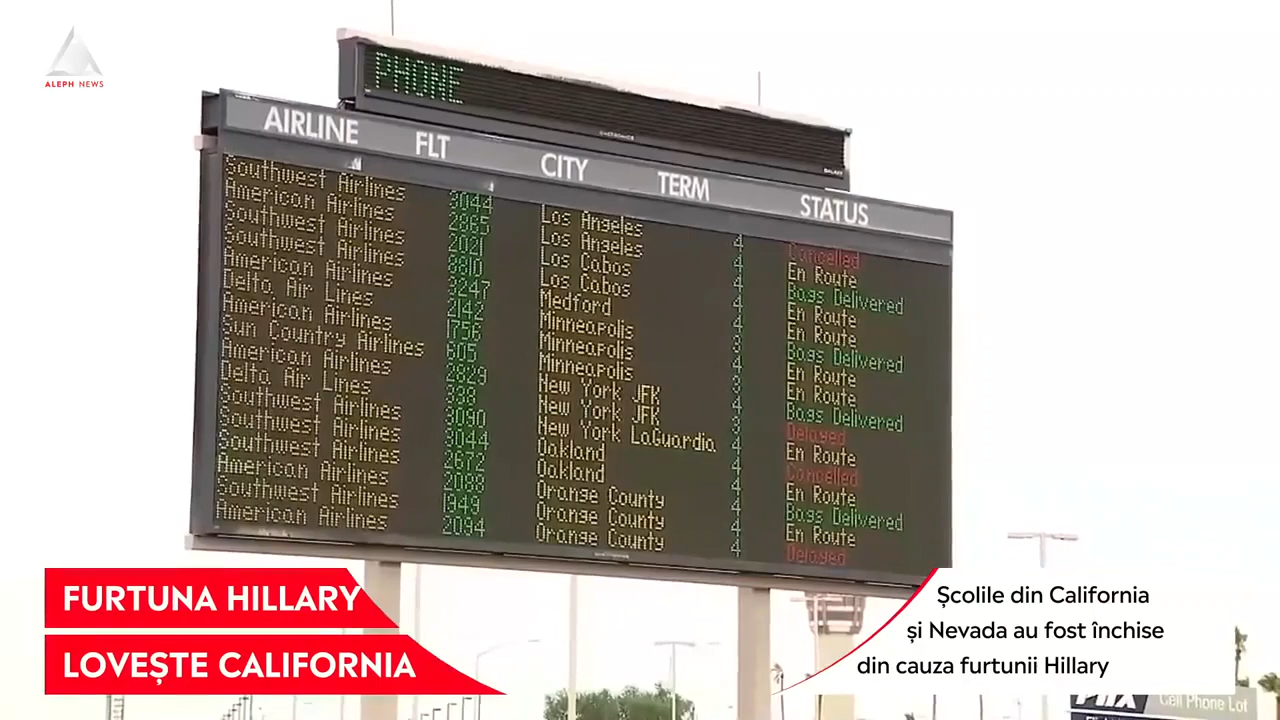 ALEPH NEWS
PHONE
AIRLINE FLT CITY TERM STATUS
Southwest Airlines 3044 Los Angeles 4 Cancelled
American Airlines 2865 Los Angeles 4 En Route
Southwest Airlines 2021 Los Cabos 4 Bags Delivered
Southwest Airlines 8810 Los Cabos 4 En Route
American Airlines 3247 Medford 4 En Route
Delta Air Lines 2142 Minneapolis 3 Bags Delivered
American Airlines 1756 Minneapolis 4 En Route
Sun Country Airlines 605 Minneapolis 3 En Route
American Airlines 2829 New York JFK 4 Bags Delivered
Delta Air Lines New York JFK 3 Delayed
Southwest Airlines 3090 New York LaGuardia 4 En Route
Southwest Airlines 3044 Oakland 4 Cancelled
Southwest Airlines 2672 Oakland 4 En Route
American Airlines 2088 Orange County 4 Bags Delivered
Southwest Airlines 1949 Orange County 4 En Route
American Airlines 2094 Orange County 4 Delayed
FURTUNA HILLARY
LOVEȘTE CALIFORNIA
Școlile din California
și Nevada au fost închise
din cauza furtunii Hillary
Cell Phone Lot